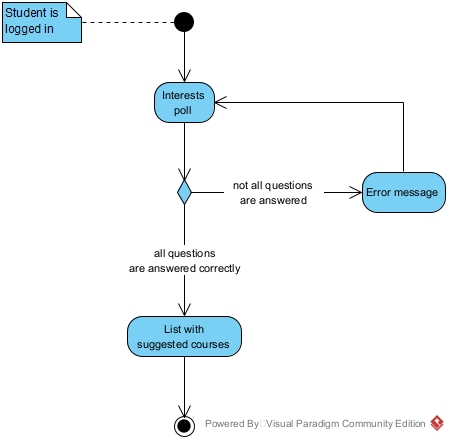 Student is
logged in
Interests
poll
not all questions
are answered
Error message
all questions
are answered correctly
List with
suggested courses
Powered By Visual Paradigm Community Edition